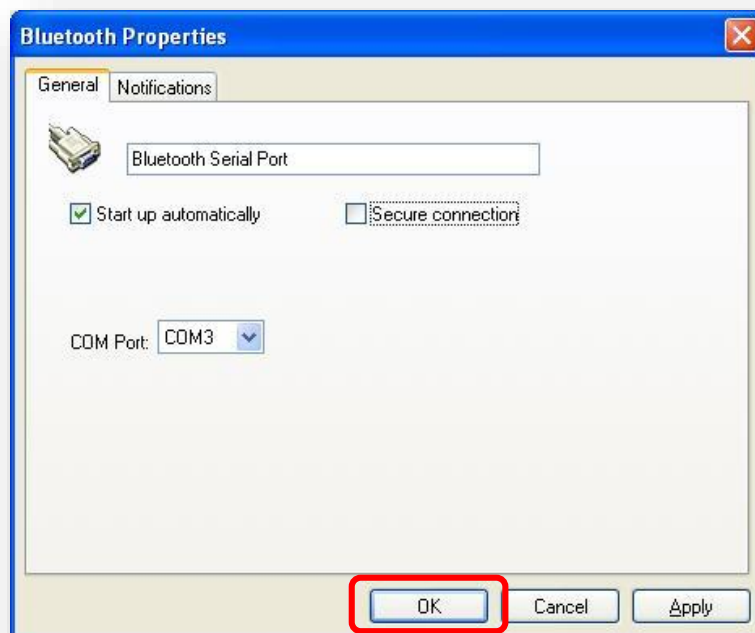 Bluetooth Properties
General Notifications
Bluetooth Serial Port
Start up automatically Secure connection
COM Port: COM3
OK Cancel Apply